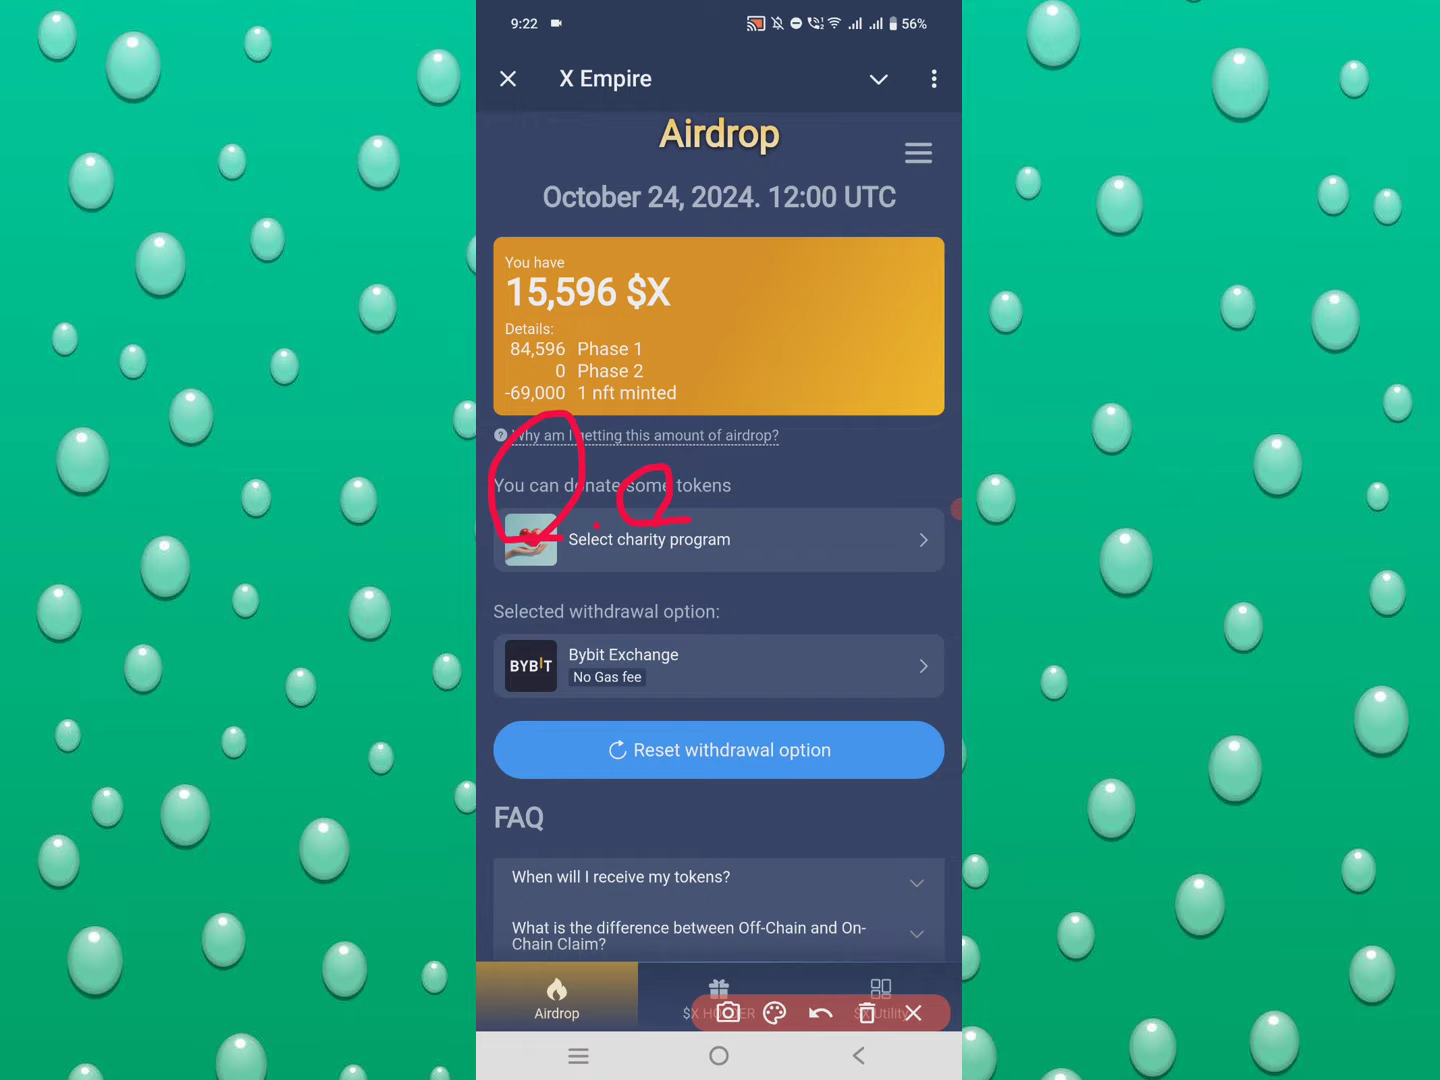 9:22
56%
X Empire
Airdrop
October 24, 2024. 12:00 UTC
You have
15,596 $X
Details:
84,596 Phase 1
0 Phase 2
-69,000 1 nft minted
Why am I getting this amount of airdrop?
You can donate some tokens
2.2
Select charity program
Selected withdrawal option:
BYBIT
Bybit Exchange
No Gas fee
Reset withdrawal option
FAQ
When will I receive my tokens?
What is the difference between Off-Chain and On-
Chain Claim?
Airdrop
$X Utility